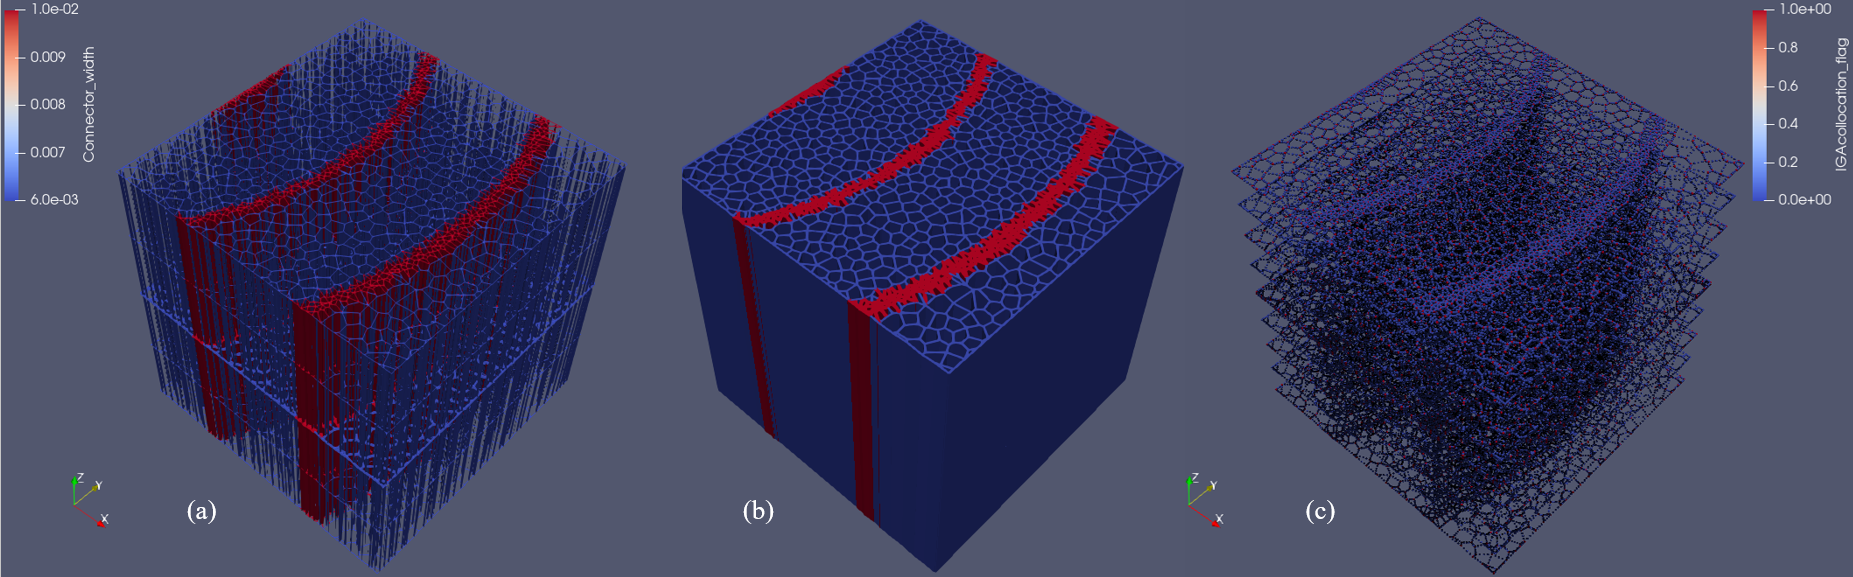 1.0e-02
0.009
0.008
0.007
6.0e-03
Connector_width
Z
Y
X
(a)
(b)
Z
Y
X
(c)
1.0e+00
0.8
0.6
0.4
0.2
0.0e+00
IGAcollocation_flag